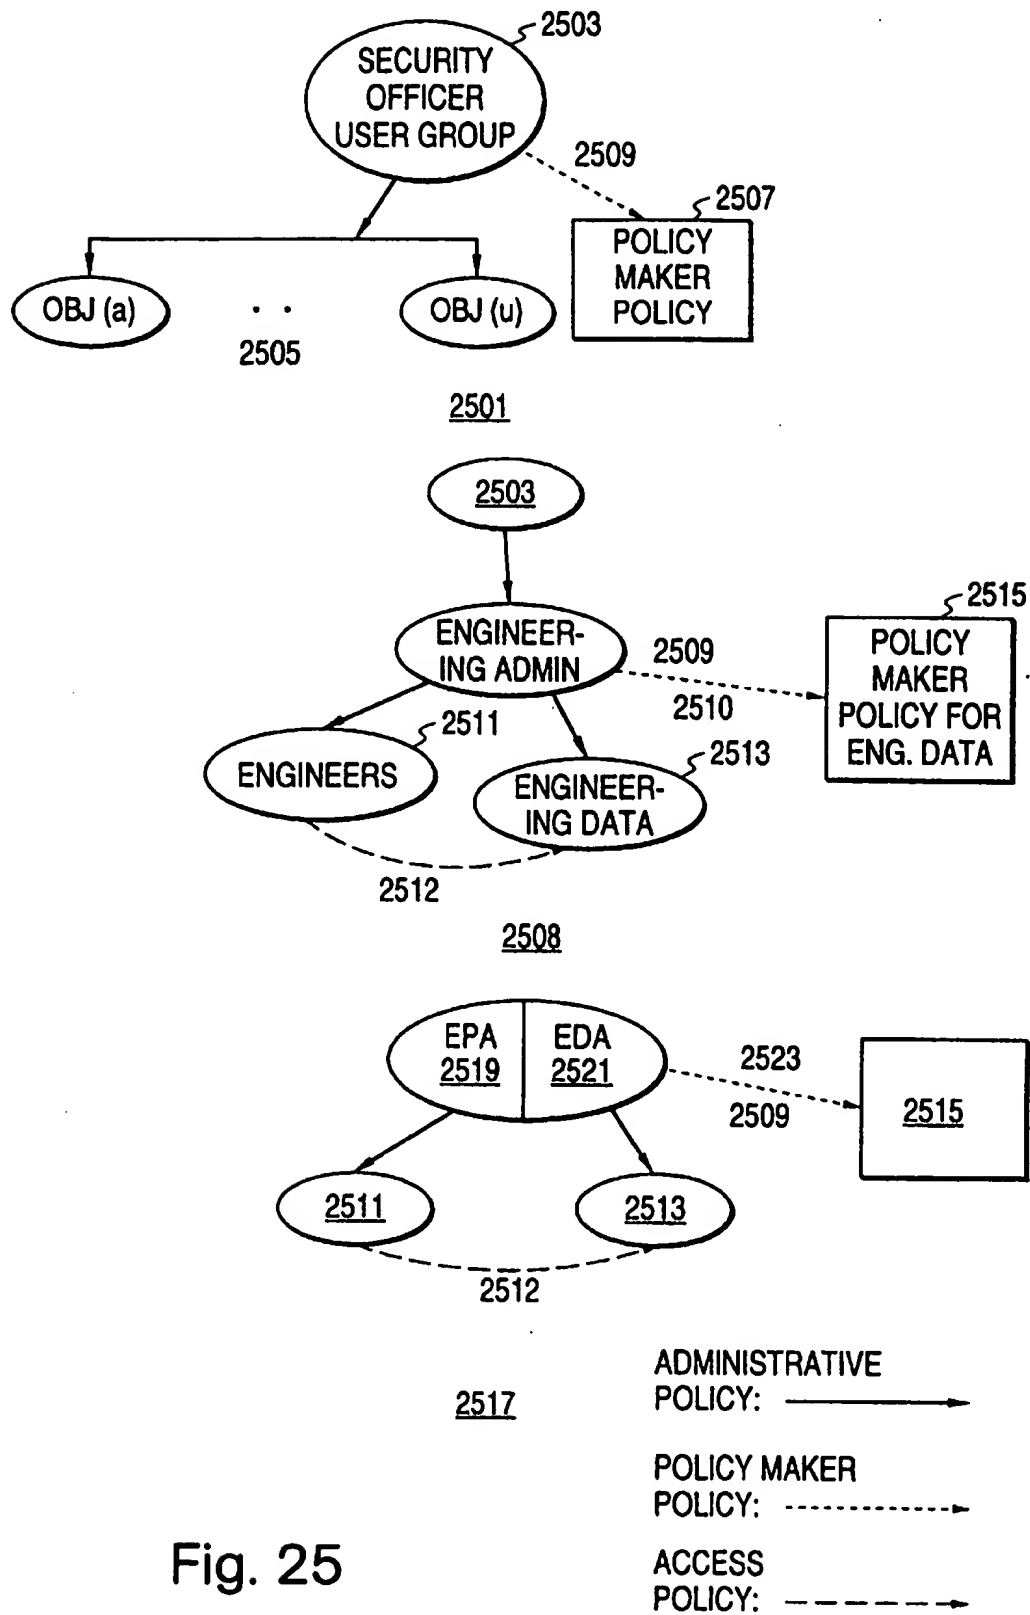 2503
SECURITY
OFFICER
USER GROUP
2509
2507
POLICY
MAKER
POLICY
OBJ (a)
. .
OBJ (u)
2505
2501
2503
2515
ENGINEER-
ING ADMIN
2509
2510
POLICY
MAKER
POLICY FOR
ENG. DATA
2511
ENGINEERS
2513
ENGINEER-
ING DATA
2512
2508
EPA
2519
EDA
2521
2523
2509
2515
2511
2513
2512
2517
ADMINISTRATIVE
POLICY:
POLICY MAKER
POLICY:
ACCESS
POLICY:
Fig. 25